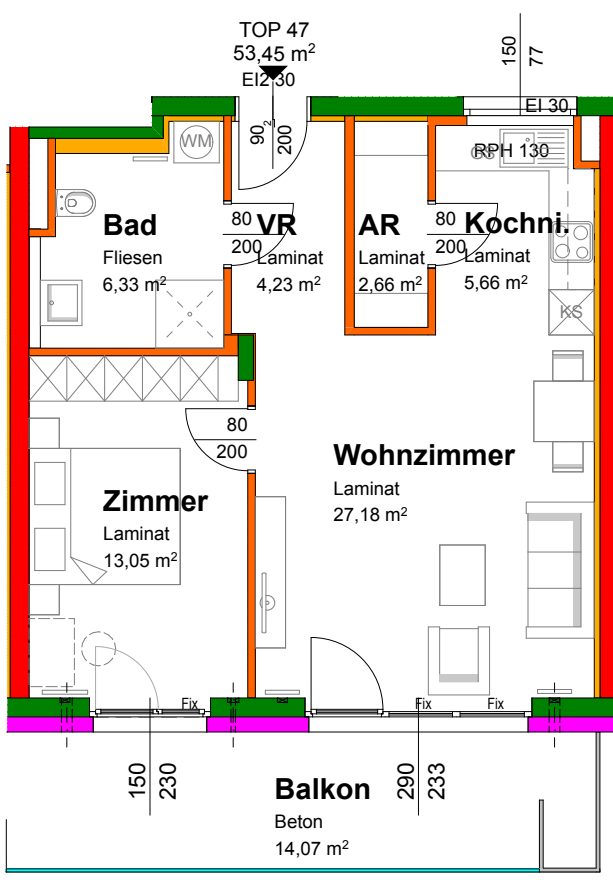 TOP 47
53,45 m²
EI2 30
90₂
200
150
77
EI 30
RPH 130
GS
WM
Bad
Fliesen
6,33 m²
80
200
VR
Laminat
4,23 m²
AR
Laminat
2,66 m²
80
200
Kochni.
Laminat
5,66 m²
KS
80
200
Wohnzimmer
Laminat
27,18 m²
Zimmer
Laminat
13,05 m²
Fix
Fix
Fix
150
230
290
233
Balkon
Beton
14,07 m²